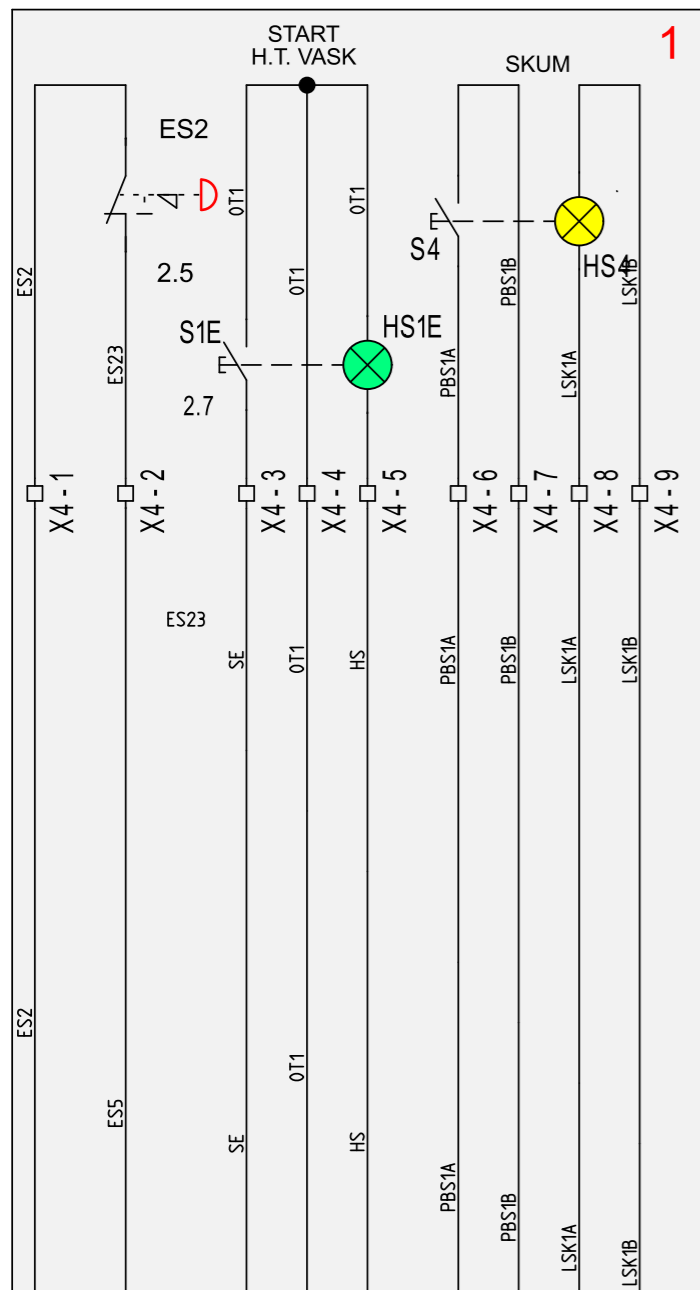 START
H.T. VASK
SKUM
1
ES2
0T1
0T1
0T1
ES2
2.5
ES23
S1E
HS1E
2.7
S4
HS4
PBS1B
LSK1B
PBS1A
LSK1A
X4 - 1
X4 - 2
X4 - 3
X4 - 4
X4 - 5
X4 - 6
X4 - 7
X4 - 8
X4 - 9
ES23
SE
0T1
HS
PBS1A
PBS1B
LSK1A
LSK1B
ES2
ES5
0T1
SE
HS
PBS1A
PBS1B
LSK1A
LSK1B